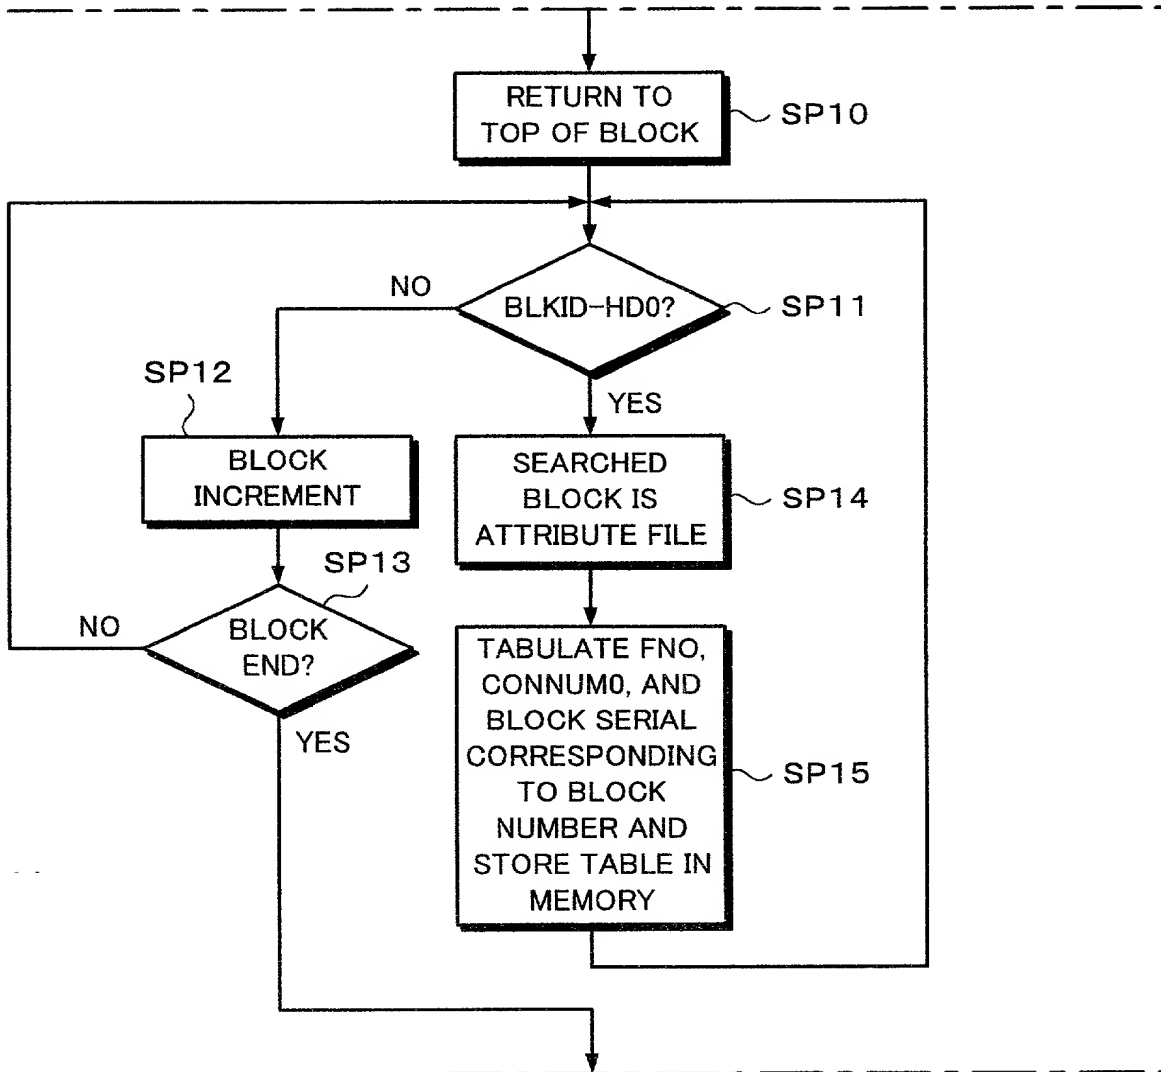 RETURN TO
TOP OF BLOCK
SP10
NO
BLKID-HD0?
SP11
YES
SP12
BLOCK
INCREMENT
SEARCHED
BLOCK IS
ATTRIBUTE FILE
SP14
SP13
NO
BLOCK
END?
YES
TABULATE FNO,
CONNUM0, AND
BLOCK SERIAL
CORRESPONDING
TO BLOCK
NUMBER AND
STORE TABLE IN
MEMORY
SP15